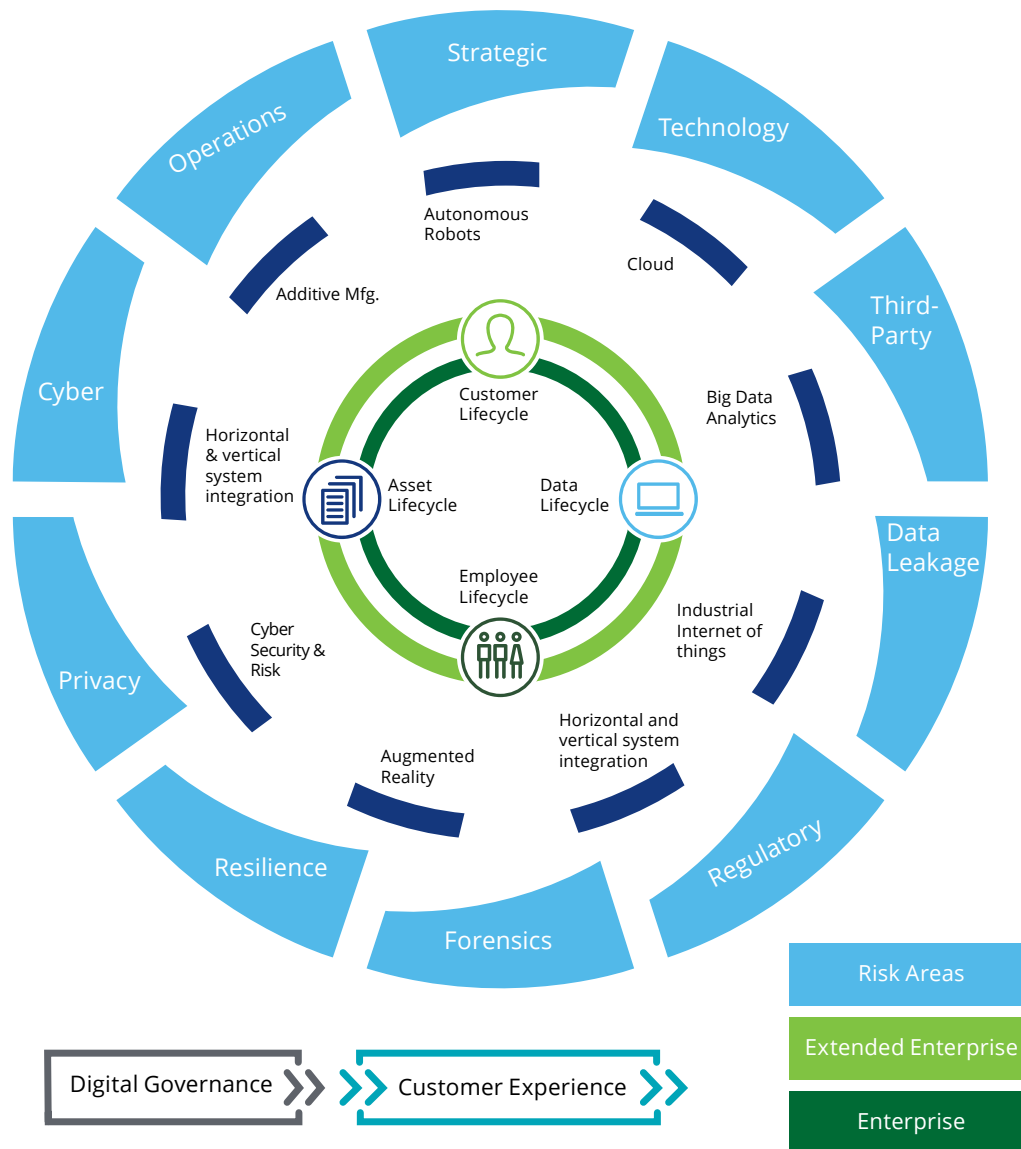 Strategic
Technology
Third-
Party
Data
Leakage
Regulatory
Forensics
Resilience
Privacy
Cyber
Operations
Autonomous
Robots
Cloud
Big Data
Analytics
Industrial
Internet of
things
Horizontal and
vertical system
integration
Augmented
Reality
Cyber
Security &
Risk
Horizontal
& vertical
system
integration
Additive Mfg.
Customer
Lifecycle
Data
Lifecycle
Employee
Lifecycle
Asset
Lifecycle
Risk Areas
Extended Enterprise
Enterprise
Digital Governance
Customer Experience